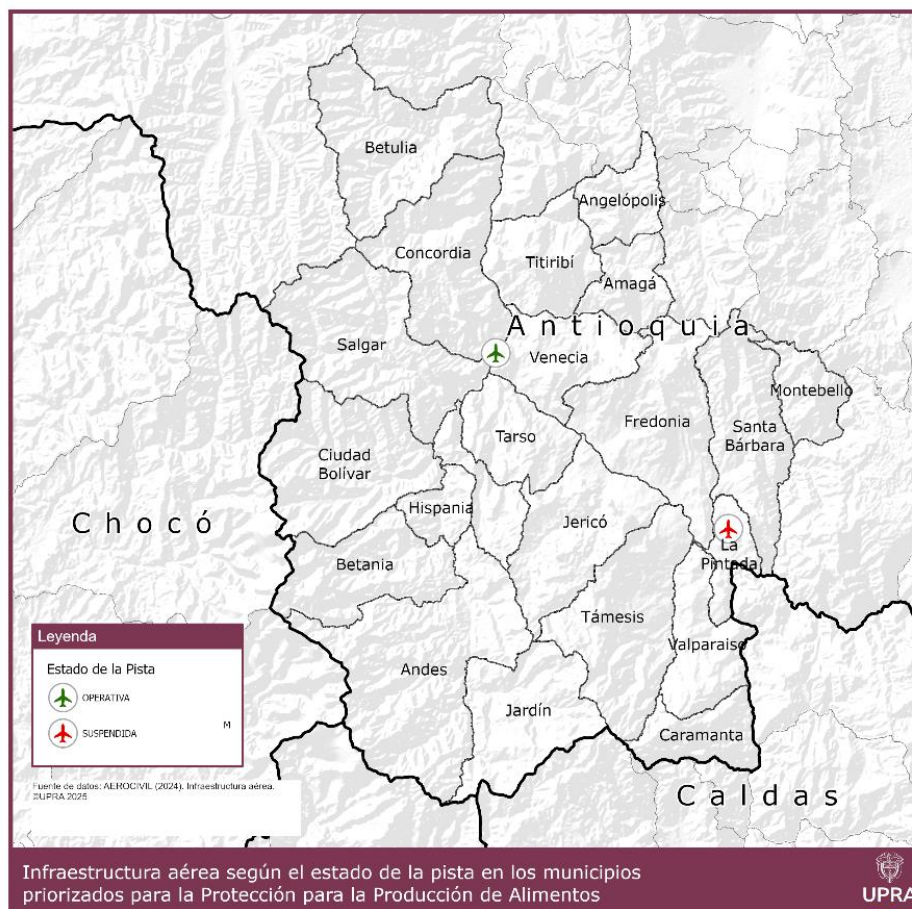 Betulia
Angelópolis
Concordia
Titiribí
Amagá
Antioquia
Salgar
Venecia
Montebello
Fredonia
Santa
Bárbara
Tarso
Ciudad
Bolívar
Hispania
Chocó
Jericó
La
Pintada
Betania
Támesis
Valparaiso
Andes
Jardín
Caramanta
Caldas
Leyenda
Estado de la Pista
OPERATIVA
SUSPENDIDA
M
Fuente de datos: AEROCIVIL (2024). Infraestructura aérea.
©UPRA 2025
Infraestructura aérea según el estado de la pista en los municipios
priorizados para la Protección para la Producción de Alimentos
UPRA